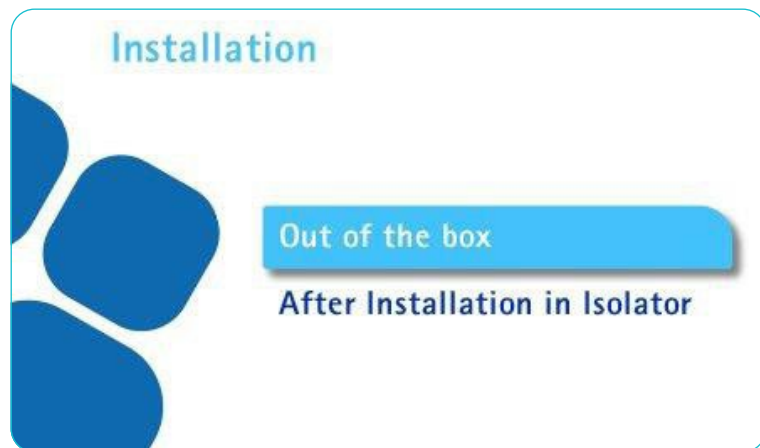 Installation
Out of the box
After Installation in Isolator